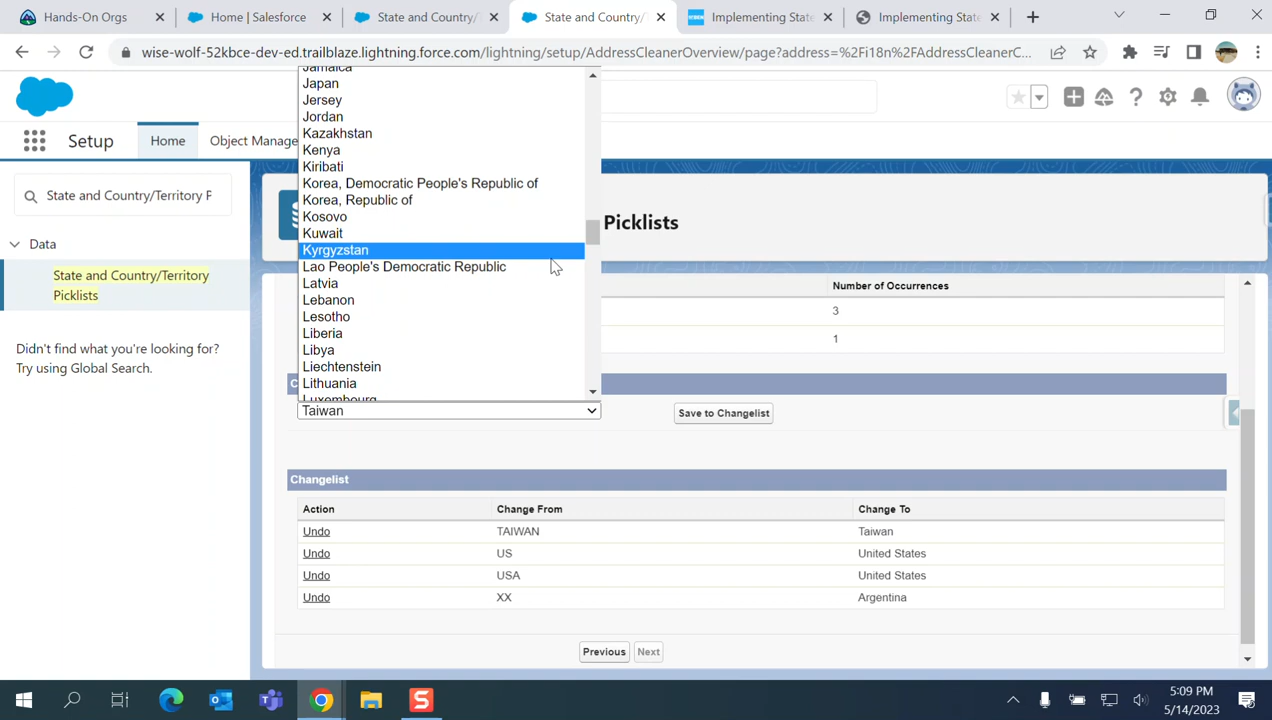 Hands-On Orgs
Home | Salesforce
State and Country/
State and Country/
Implementing State
Implementing State
wise-wolf-52kbce-dev-ed.trailblaze.lightning.force.com/lightning/setup/AddressCleanerOverview/page?address=%2Fi18n%2FAddressCleanerC...
Setup
Home
Object Manage
State and Country/Territory P
Data
State and Country/Territory
Picklists
Didn't find what you're looking for?
Try using Global Search.
Picklists
Jamaica
Japan
Jersey
Jordan
Kazakhstan
Kenya
Kiribati
Korea, Democratic People's Republic of
Korea, Republic of
Kosovo
Kuwait
Kyrgyzstan
Lao People's Democratic Republic
Latvia
Lebanon
Lesotho
Liberia
Libya
Liechtenstein
Lithuania
Luxembourg
Number of Occurrences
3
1
C
Taiwan
Save to Changelist
Changelist
Action Change From Change To
Undo TAIWAN Taiwan
Undo US United States
Undo USA United States
Undo XX Argentina
Previous Next
5:09 PM
5/14/2023